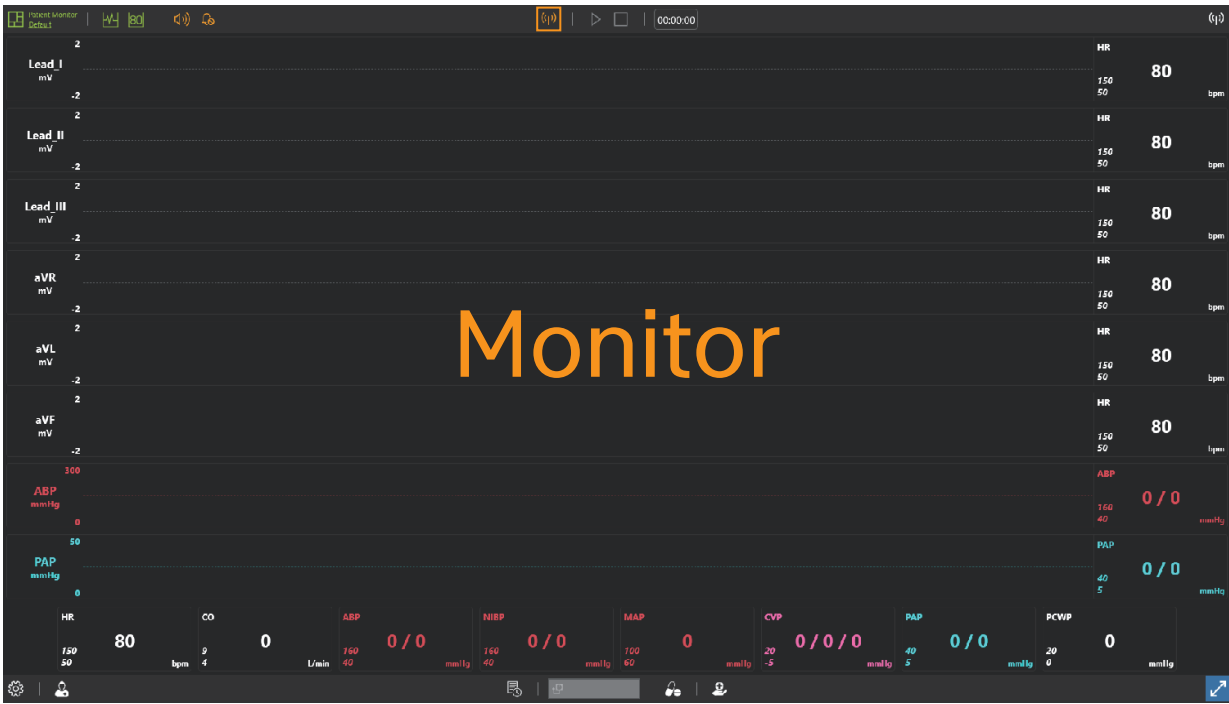 Patient Monitor
Default
80
00:00:00
2
Lead_I
mV
-2
HR
80
150
50
bpm
2
Lead_II
mV
-2
HR
80
150
50
bpm
2
Lead_III
mV
-2
HR
80
150
50
bpm
2
aVR
mV
-2
HR
80
150
50
bpm
Monitor
2
aVL
mV
-2
HR
80
150
50
bpm
2
aVF
mV
-2
HR
80
150
50
bpm
300
ABP
mmHg
0
ABP
0 / 0
160
40
mmHg
50
PAP
mmHg
0
PAP
0 / 0
40
5
mmHg
HR
80
150
50
bpm
CO
0
9
4
L/min
ABP
0 / 0
160
40
mmHg
NIBP
0 / 0
160
40
mmHg
MAP
0
100
60
mmHg
CVP
0 / 0 / 0
20
-5
mmHg
PAP
0 / 0
40
5
mmHg
PCWP
0
20
0
mmHg